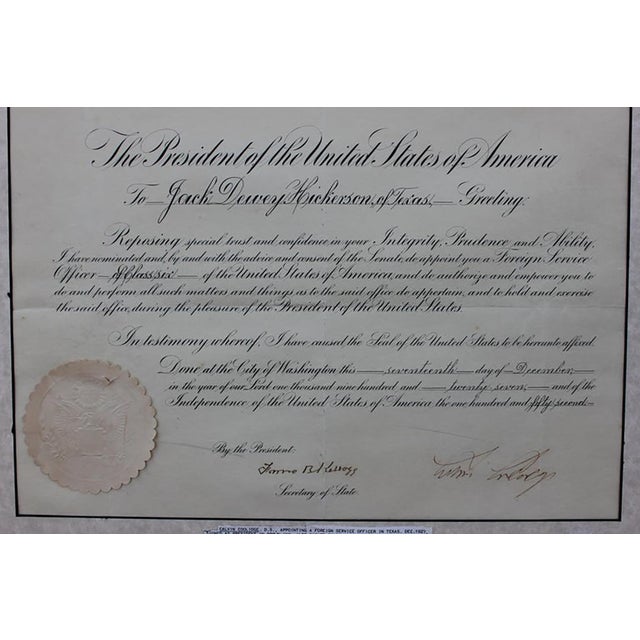 The President of the United States of America
To Jack Dewey Hickerson, of Texas, Greeting:
Reposing special trust and confidence in your Integrity, Prudence and Ability,
I have nominated and, by and with the advice and consent of the Senate, do appoint you a Foreign Service
Officer of Class six of the United States of America, and do authorize and empower you to
do and perform all such matters and things as to the said office do appertain, and to hold and exercise
the said office, during the pleasure of the President of the United States.
In testimony whereof, I have caused the Seal of the United States to be hereunto affixed.
Done at the City of Washington this seventeenth day of December,
in the year of our Lord one thousand nine hundred and twenty seven, and of the
Independence of the United States of America the one hundred and fifty second.
By the President:
Frank B. Kellogg Calvin Coolidge
Secretary of State.
CALVIN COOLIDGE, D.S., APPOINTING A FOREIGN SERVICE OFFICER IN TEXAS, DEC.1927,